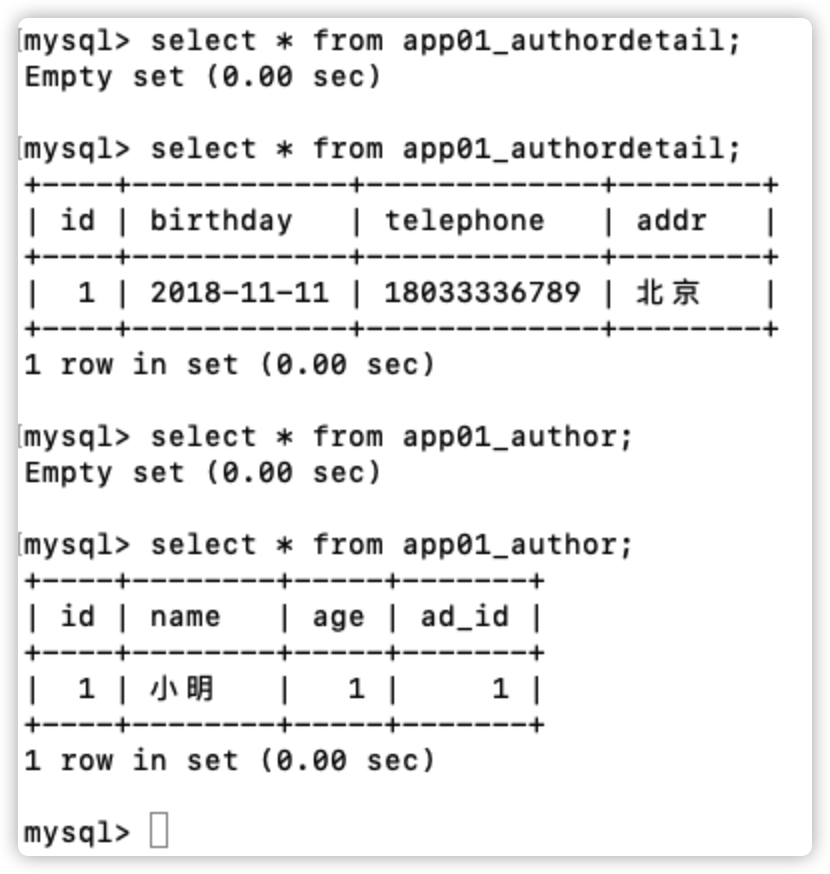 mysql> select * from app01_authordetail;
Empty set (0.00 sec)
mysql> select * from app01_authordetail;
+----+------------+-------------+--------+
| id | birthday   | telephone   | addr   |
+----+------------+-------------+--------+
|  1 | 2018-11-11 | 18033336789 | 北京   |
+----+------------+-------------+--------+
1 row in set (0.00 sec)
mysql> select * from app01_author;
Empty set (0.00 sec)
mysql> select * from app01_author;
+----+--------+-----+-------+
| id | name   | age | ad_id |
+----+--------+-----+-------+
|  1 | 小明   |   1 |     1 |
+----+--------+-----+-------+
1 row in set (0.00 sec)
mysql>